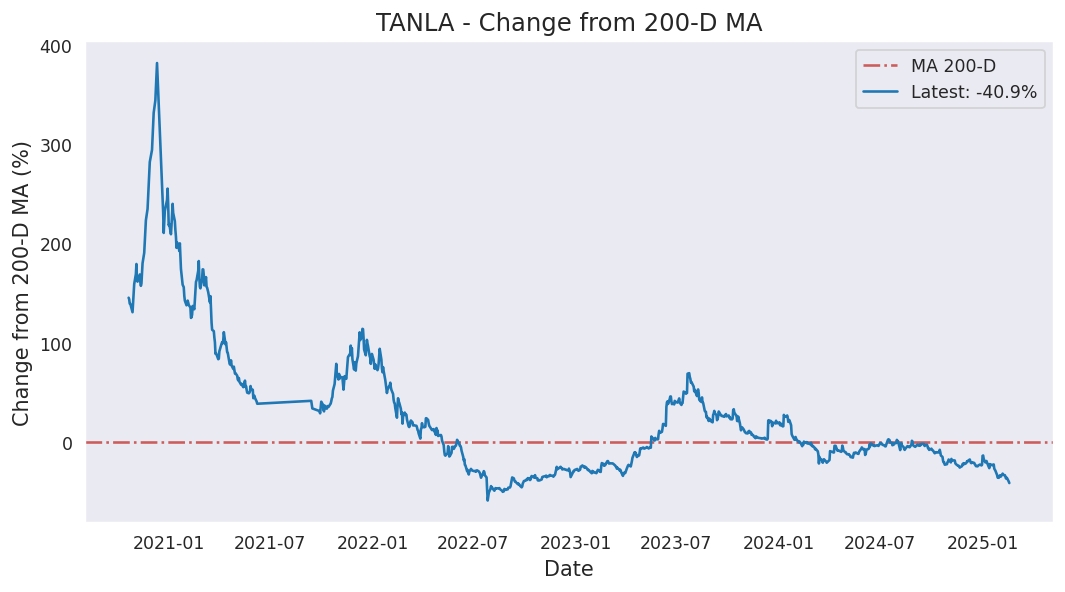 TANLA - Change from 200-D MA
MA 200-D
Latest: -40.9%
Change from 200-D MA (%)
400
300
200
100
0
2021-01 2021-07 2022-01 2022-07 2023-01 2023-07 2024-01 2024-07 2025-01
Date